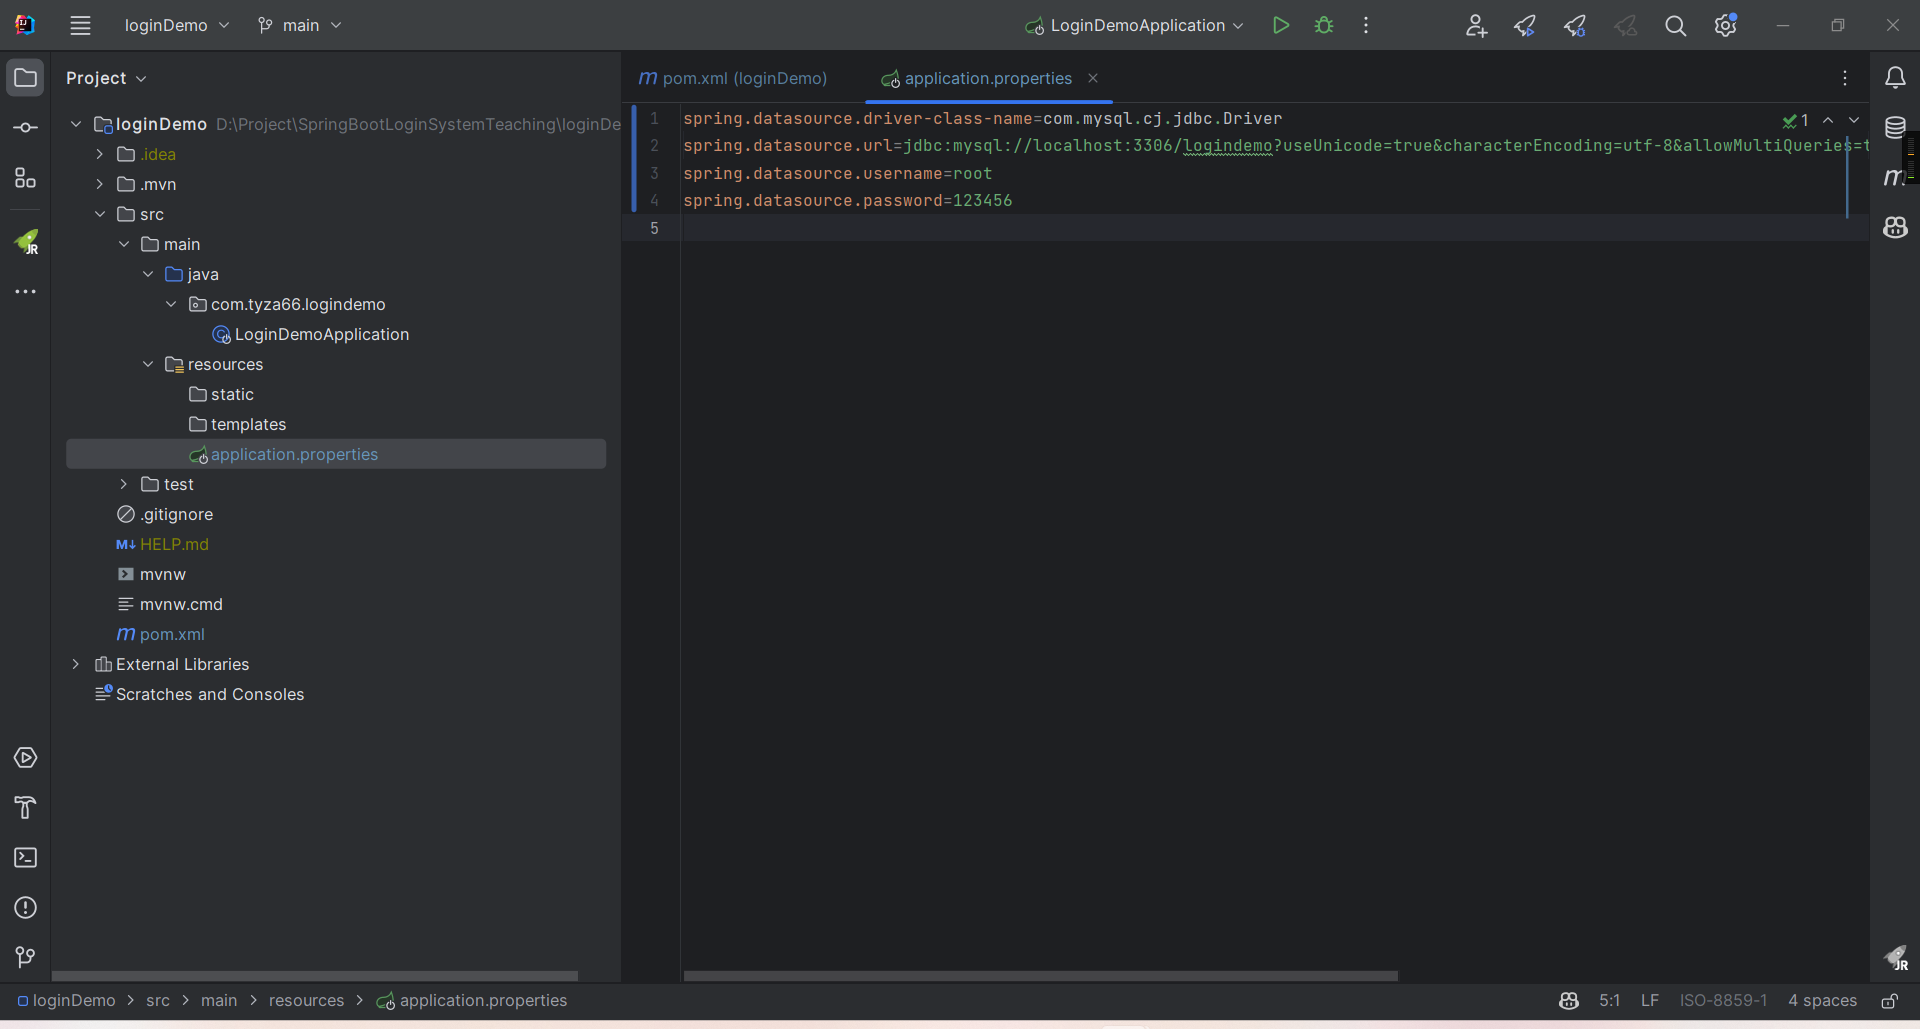 loginDemo
main
LoginDemoApplication
Project
pom.xml (loginDemo)
application.properties
loginDemo D:\Project\SpringBootLoginSystemTeaching\loginDe
.idea
.mvn
src
main
java
com.tyza66.logindemo
LoginDemoApplication
resources
static
templates
application.properties
test
.gitignore
HELP.md
mvnw
mvnw.cmd
pom.xml
External Libraries
Scratches and Consoles
1 spring.datasource.driver-class-name=com.mysql.cj.jdbc.Driver
2 spring.datasource.url=jdbc:mysql://localhost:3306/logindemo?useUnicode=true&characterEncoding=utf-8&allowMultiQueries=t
3 spring.datasource.username=root
4 spring.datasource.password=123456
5
1
loginDemo > src > main > resources > application.properties
5:1 LF ISO-8859-1 4 spaces